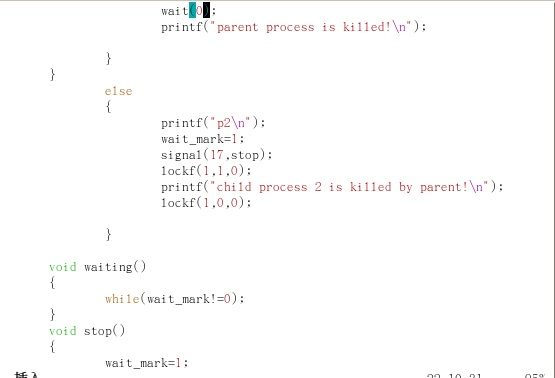 wait(0);
printf("parent process is killed!\n");
}
}
else
{
printf("p2\n");
wait_mark=1;
signal(17,stop);
lockf(1,1,0);
printf("child process 2 is killed by parent!\n");
lockf(1,0,0);
}
void waiting()
{
while(wait_mark!=0);
}
void stop()
{
wait_mark=1;